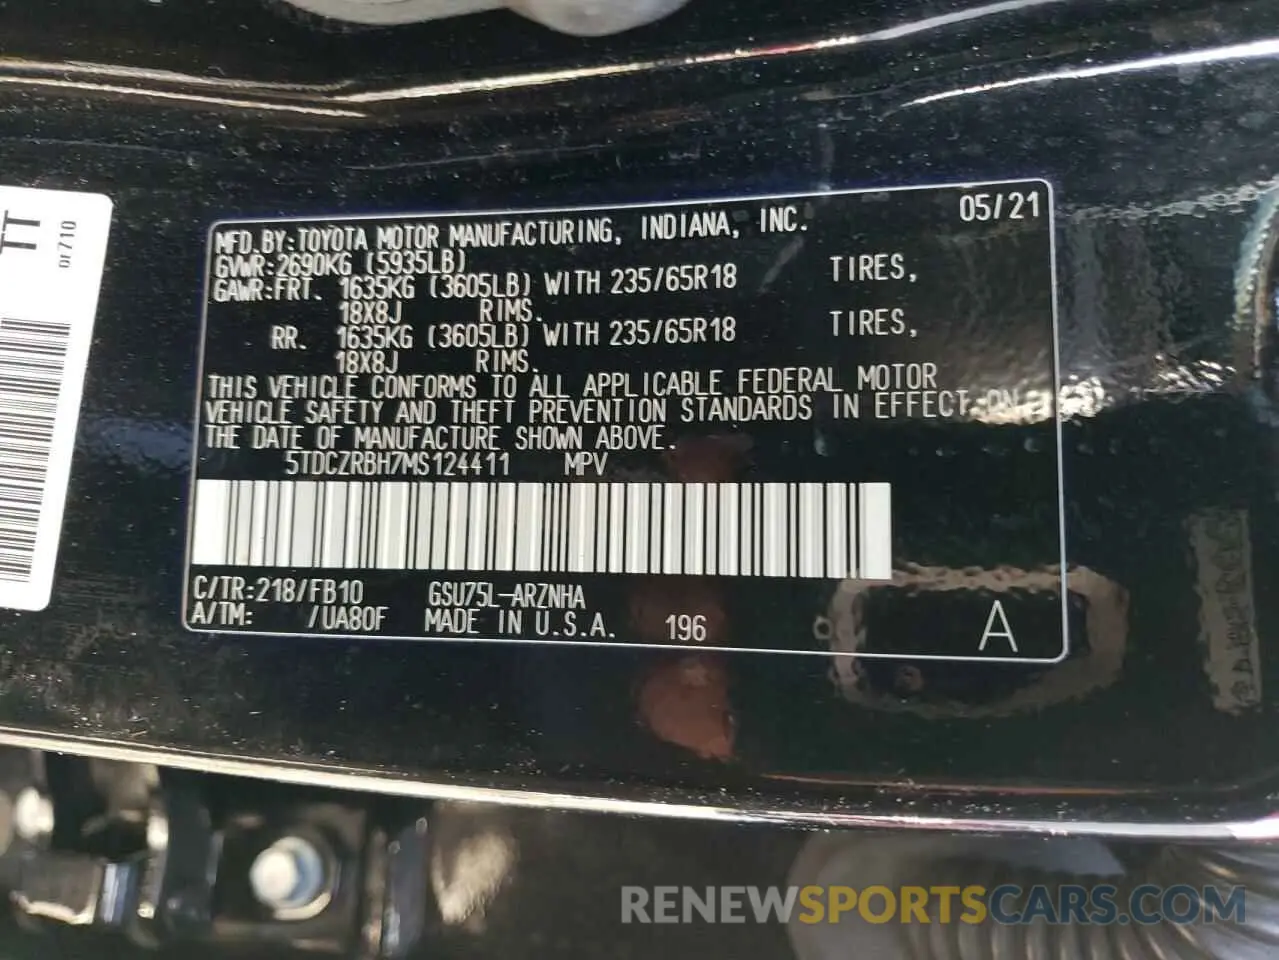 MFD.BY:TOYOTA MOTOR MANUFACTURING, INDIANA, INC. 05/21
GVWR:2690KG (5935LB)
GAWR:FRT. 1635KG (3605LB) WITH 235/65R18 TIRES,
18X8J RIMS.
RR. 1635KG (3605LB) WITH 235/65R18 TIRES,
18X8J RIMS.
THIS VEHICLE CONFORMS TO ALL APPLICABLE FEDERAL MOTOR
VEHICLE SAFETY AND THEFT PREVENTION STANDARDS IN EFFECT ON
THE DATE OF MANUFACTURE SHOWN ABOVE.
5TDCZRBH7MS124411 MPV
C/TR:218/FB10 GSU75L-ARZNHA
A/TM: /UA80F MADE IN U.S.A. 196 A
TT
0F710
RENEWSPORTSCARS.COM